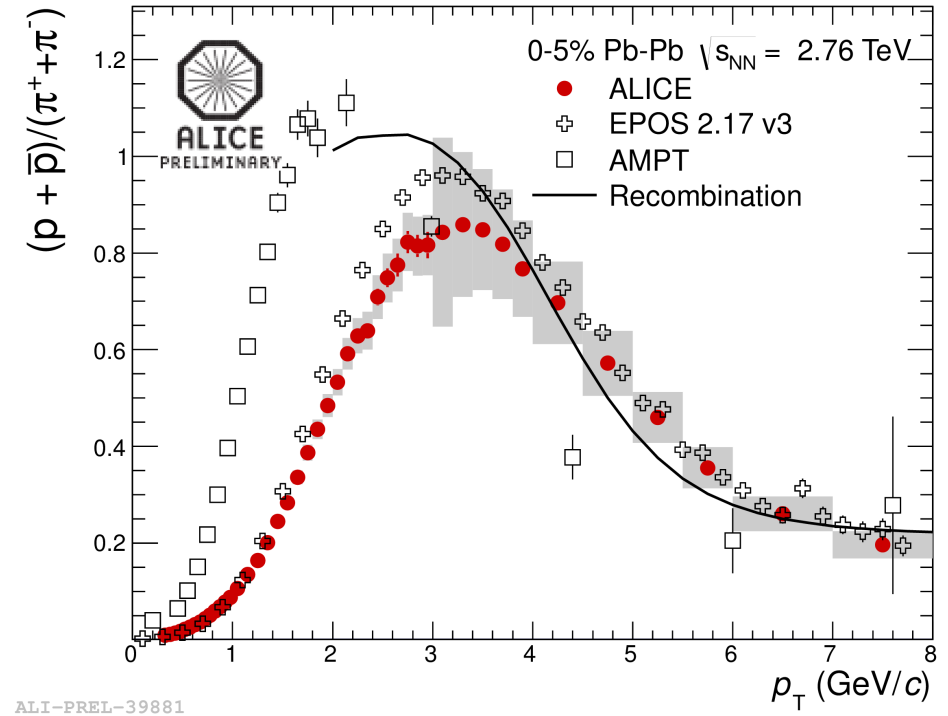 (p + p̅)/(π⁺+π⁻)
1.2
1
0.8
0.6
0.4
0.2
ALICE
PRELIMINARY
0-5% Pb-Pb √sNN = 2.76 TeV
ALICE
EPOS 2.17 v3
AMPT
Recombination
0 1 2 3 4 5 6 7 8
pT (GeV/c)
ALI-PREL-39881